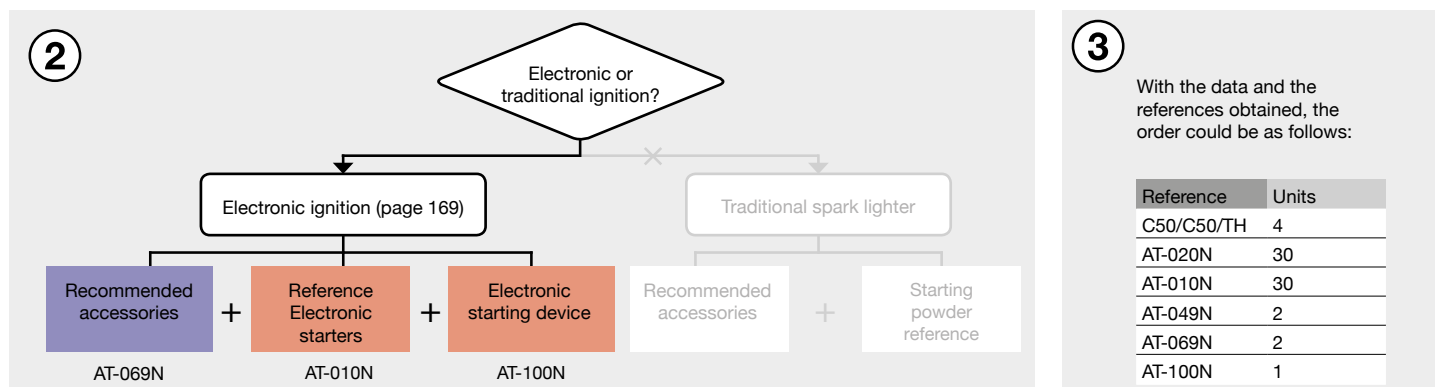 2
Electronic or
traditional ignition?
Electronic ignition (page 169)
Traditional spark lighter
Recommended
accessories
+
Reference
Electronic
starters
+
Electronic
starting device
Recommended
accessories
+
Starting
powder
reference
AT-069N
AT-010N
AT-100N
3
With the data and the
references obtained, the
order could be as follows:
Reference Units
C50/C50/TH 4
AT-020N 30
AT-010N 30
AT-049N 2
AT-069N 2
AT-100N 1